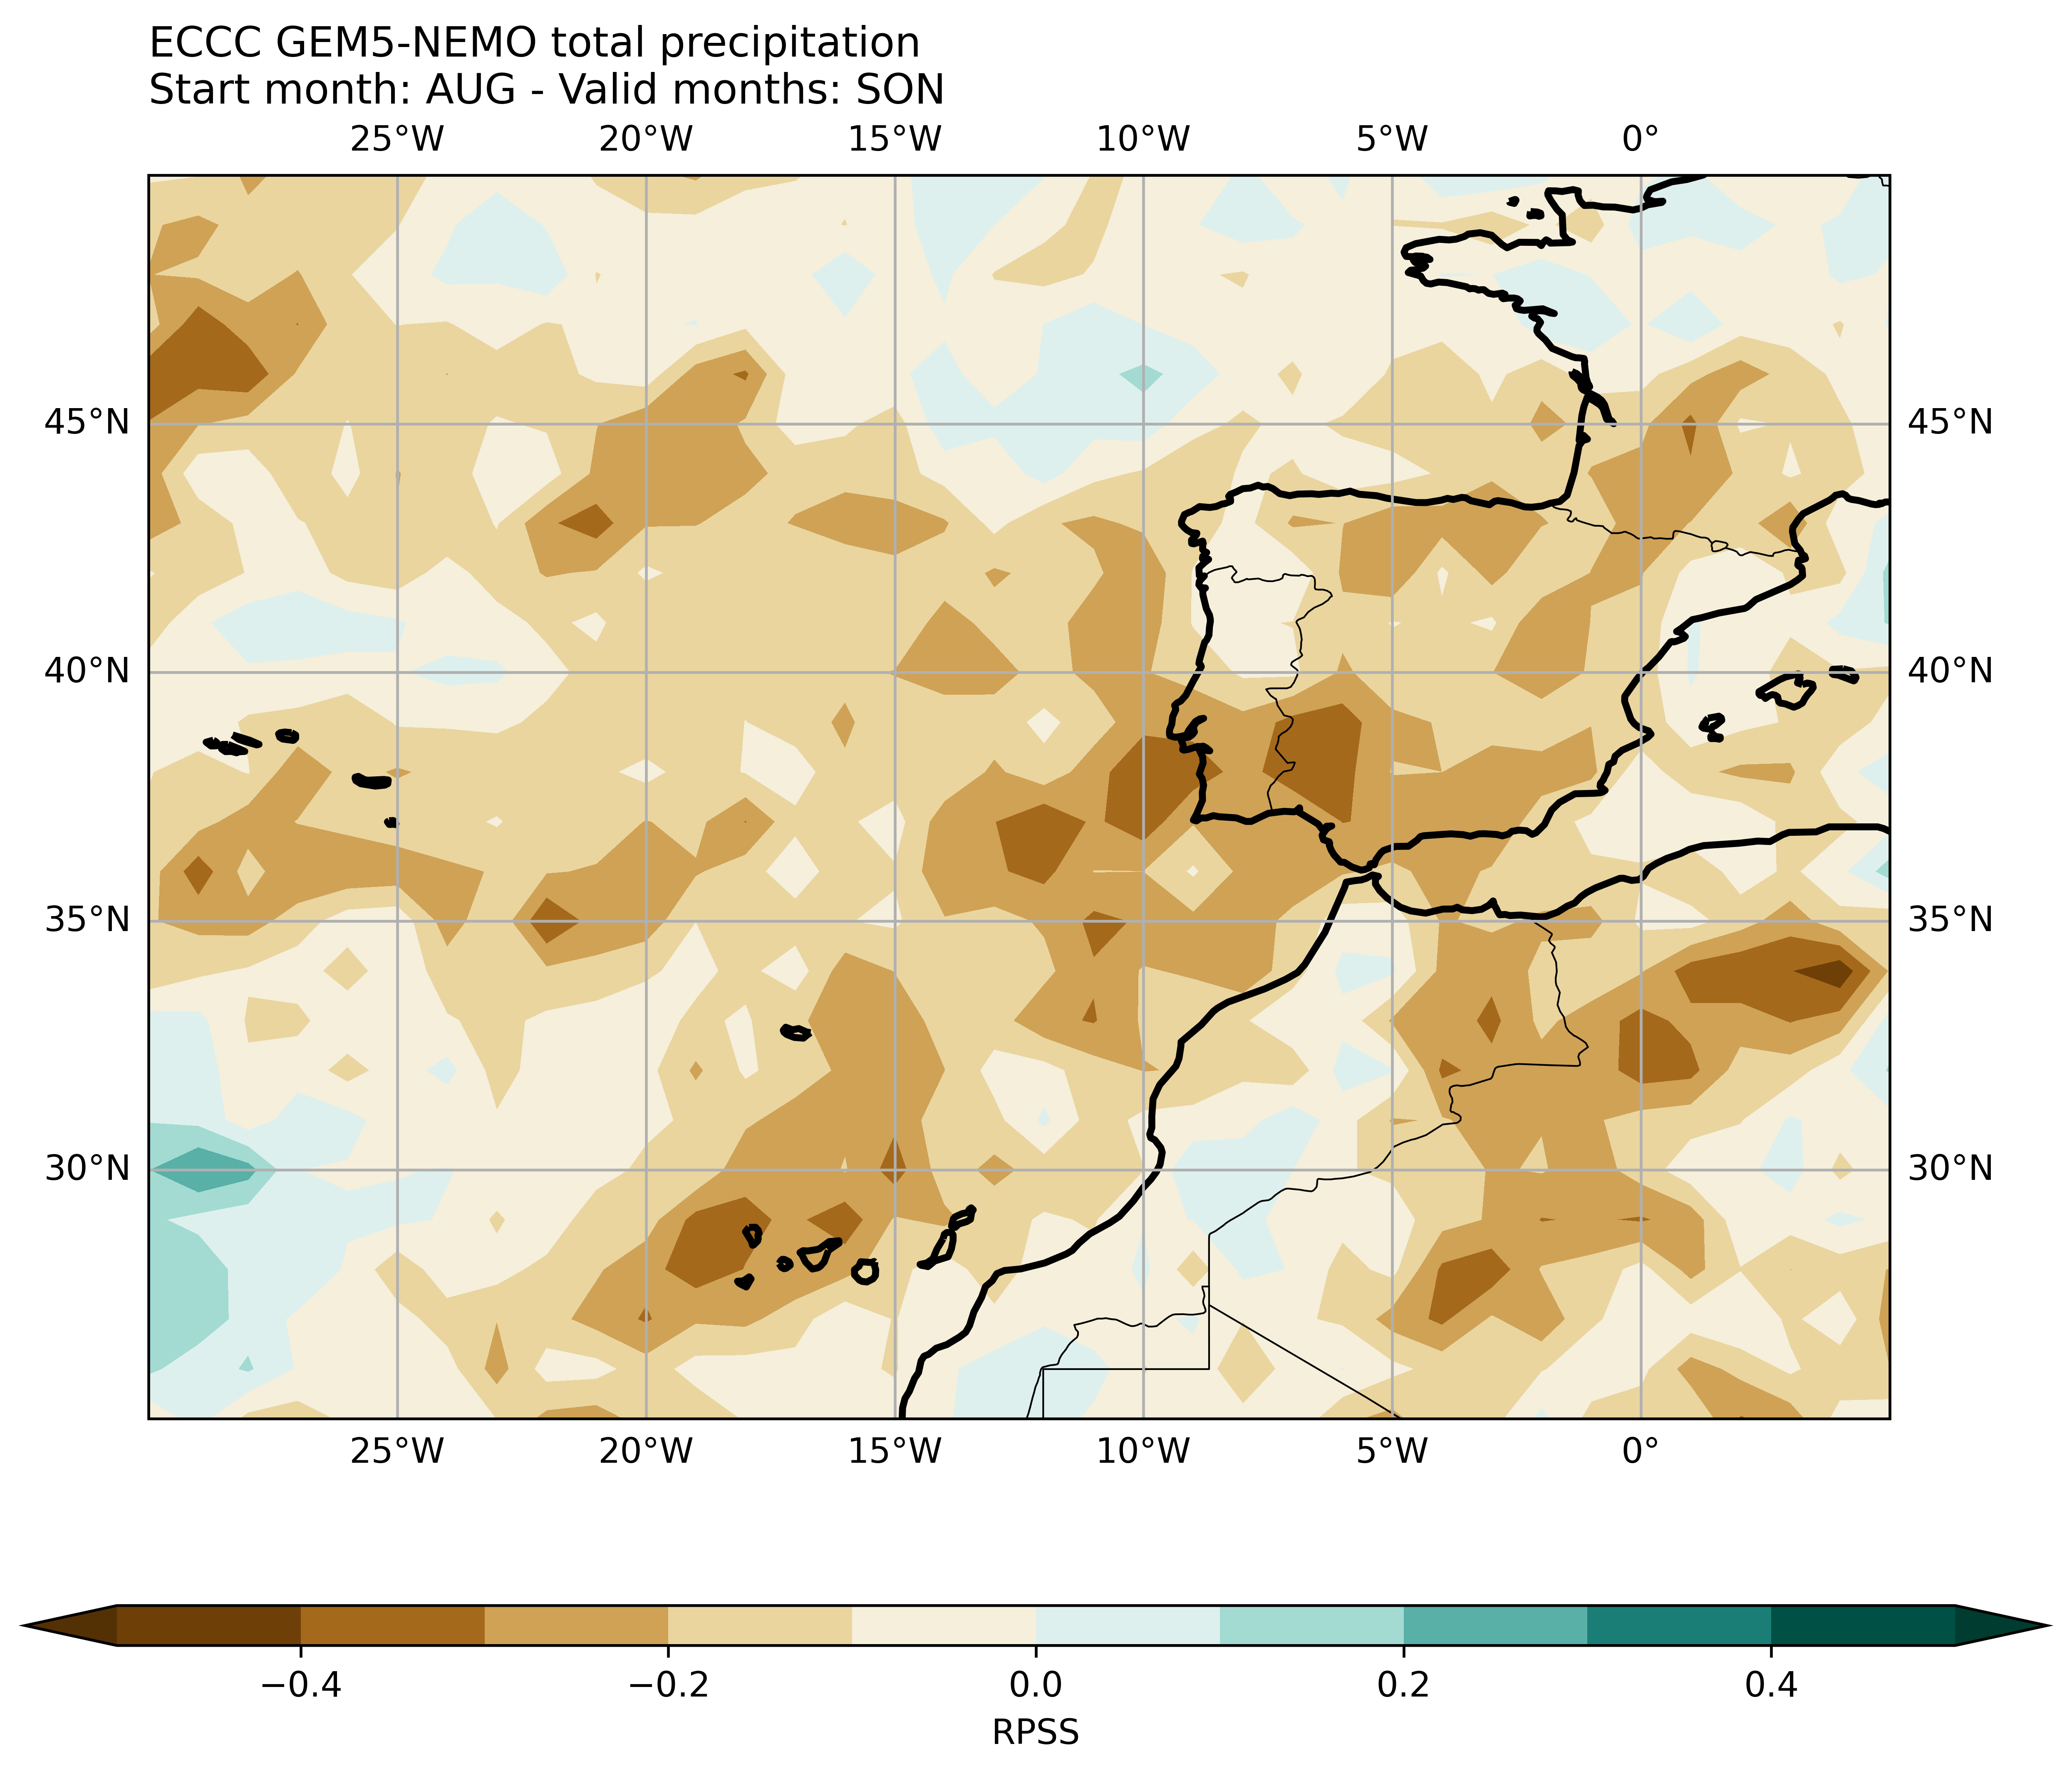 ECCC GEM5-NEMO total precipitation
Start month: AUG - Valid months: SON
25°W 20°W 15°W 10°W 5°W 0°
45°N 45°N
40°N 40°N
35°N 35°N
30°N 30°N
25°W 20°W 15°W 10°W 5°W 0°
−0.4 −0.2 0.0 0.2 0.4
RPSS